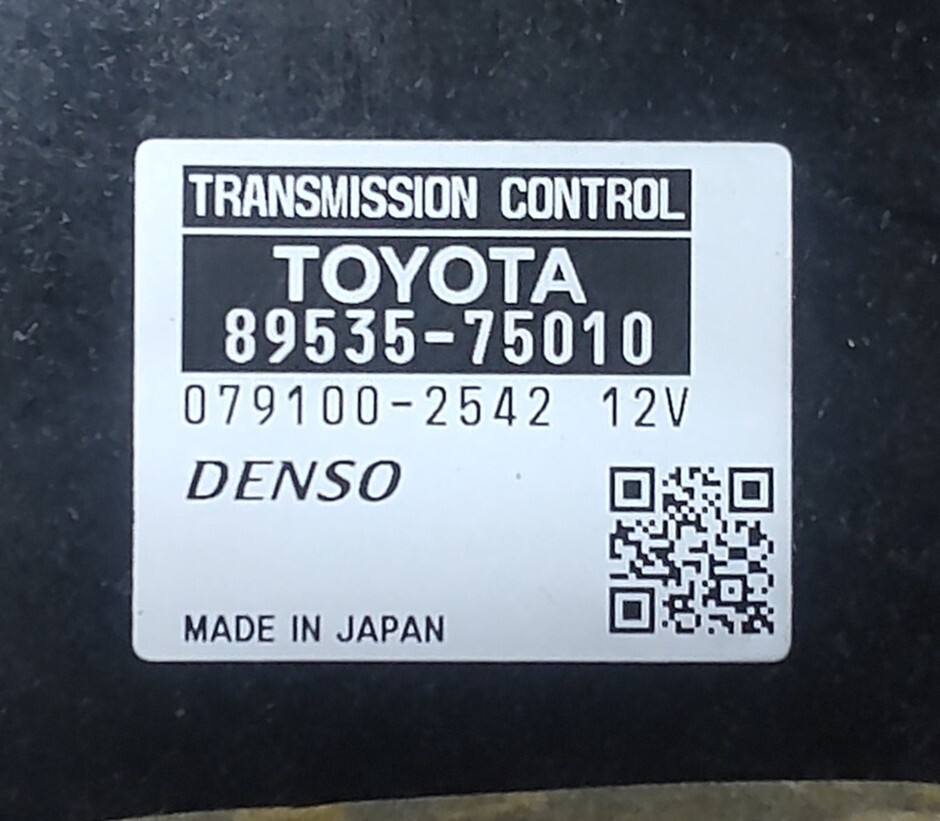 TRANSMISSION CONTROL
TOYOTA
89535-75010
079100-2542 12V
DENSO
MADE IN JAPAN